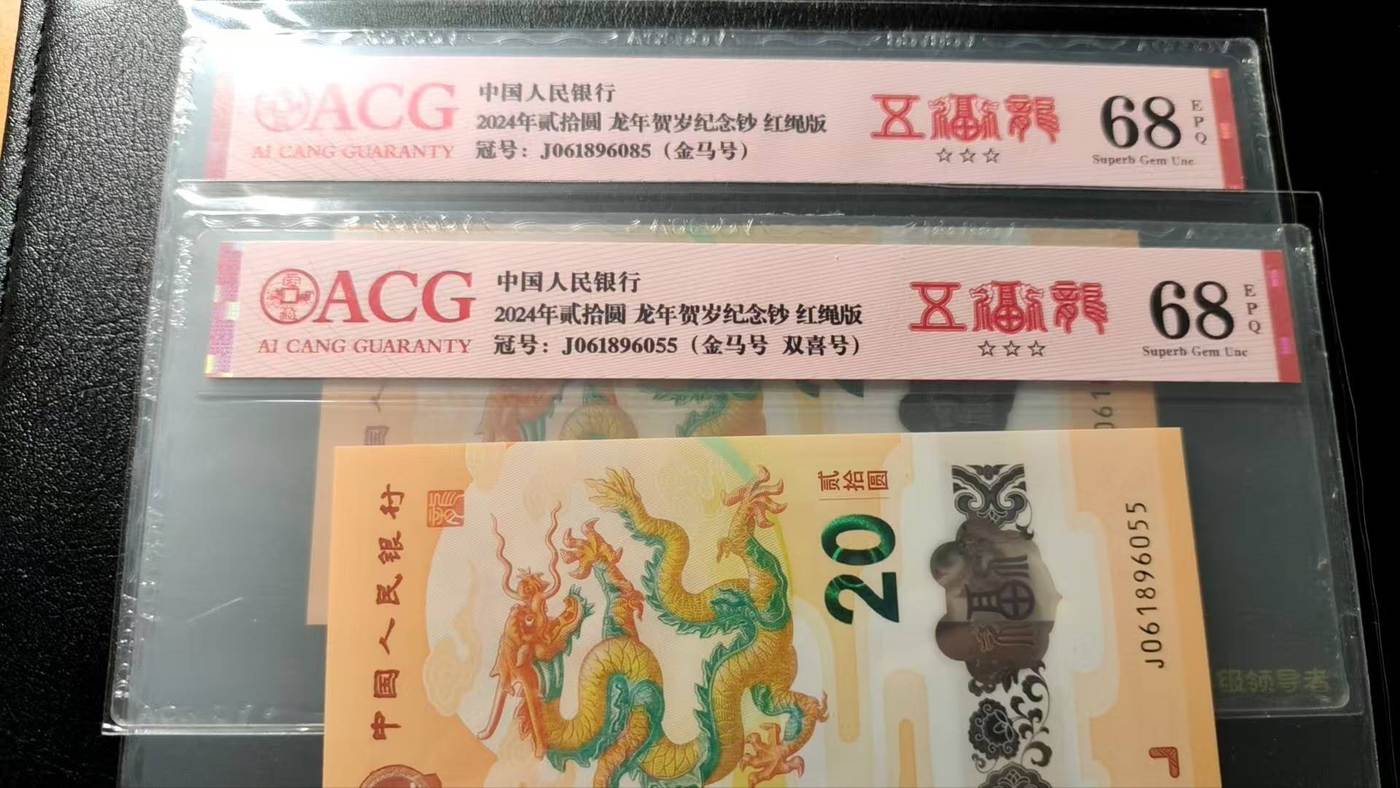 ACG
AI CANG GUARANTY
中国人民银行
2024年贰拾圆 龙年贺岁纪念钞 红绳版
冠号：J061896085（金马号）
五福龍
☆☆☆
68
EPQ
Superb Gem Unc
ACG
AI CANG GUARANTY
中国人民银行
2024年贰拾圆 龙年贺岁纪念钞 红绳版
冠号：J061896055（金马号 双喜号）
五福龍
☆☆☆
68
EPQ
Superb Gem Unc
中国人民银行
贰拾圆
20
福
J061896055
级领导者